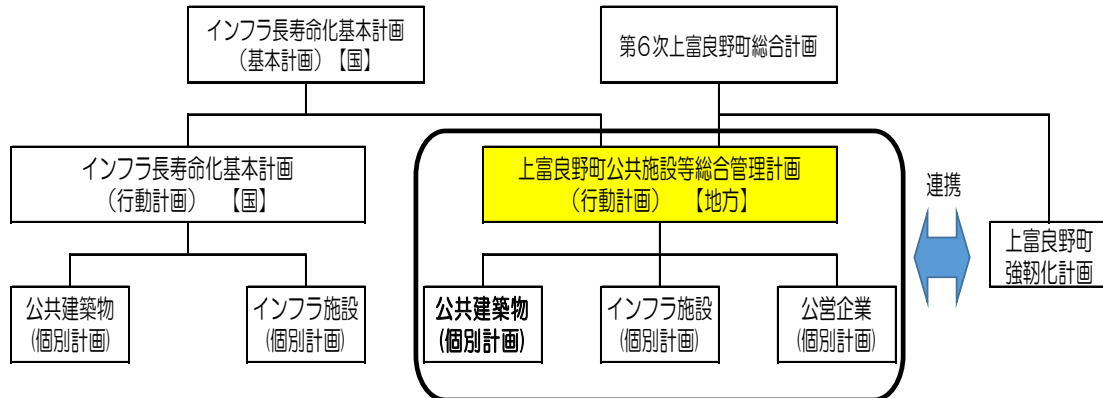 インフラ長寿命化基本計画
（基本計画）【国】
第６次上富良野町総合計画
インフラ長寿命化基本計画
（行動計画）　【国】
上富良野町公共施設等総合管理計画
（行動計画）　【地方】
連携
上富良野町
強靭化計画
公共建築物
(個別計画)
インフラ施設
(個別計画)
公共建築物
(個別計画)
インフラ施設
(個別計画)
公営企業
(個別計画)